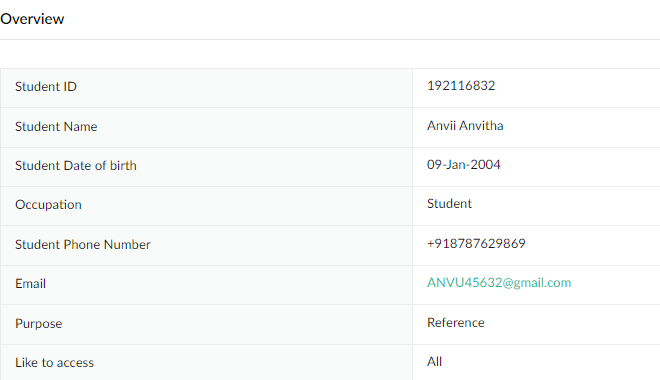 Overview
Student ID 192116832
Student Name Anvii Anvitha
Student Date of birth 09-Jan-2004
Occupation Student
Student Phone Number +918787629869
Email ANVU45632@gmail.com
Purpose Reference
Like to access All